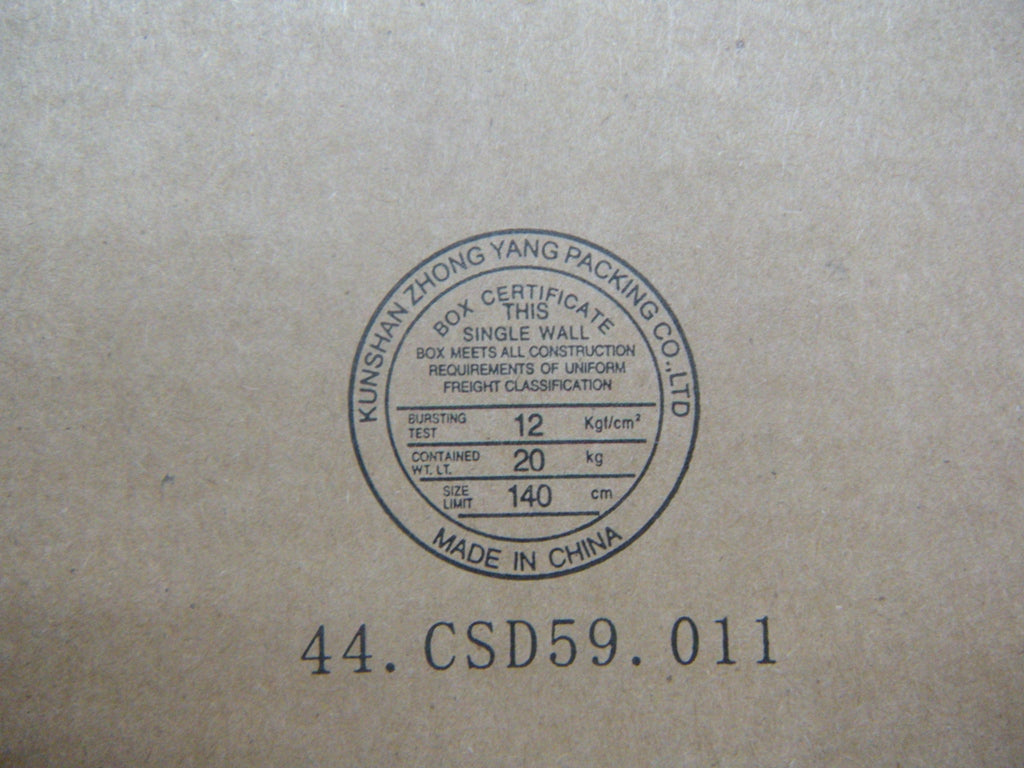 KUNSHAN ZHONG YANG PACKING CO.,LTD
BOX CERTIFICATE
THIS
SINGLE WALL
BOX MEETS ALL CONSTRUCTION
REQUIREMENTS OF UNIFORM
FREIGHT CLASSIFICATION
BURSTING TEST 12 Kgf/cm²
CONTAINED WT. LT. 20 kg
SIZE LIMIT 140 cm
MADE IN CHINA
44.CSD59.011